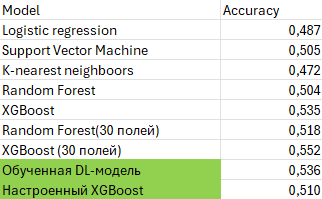 Model Accuracy
Logistic regression 0,487
Support Vector Machine 0,505
K-nearest neighboors 0,472
Random Forest 0,504
XGBoost 0,535
Random Forest(30 полей) 0,518
XGBoost (30 полей) 0,552
Обученная DL-модель 0,536
Настроенный XGBoost 0,510